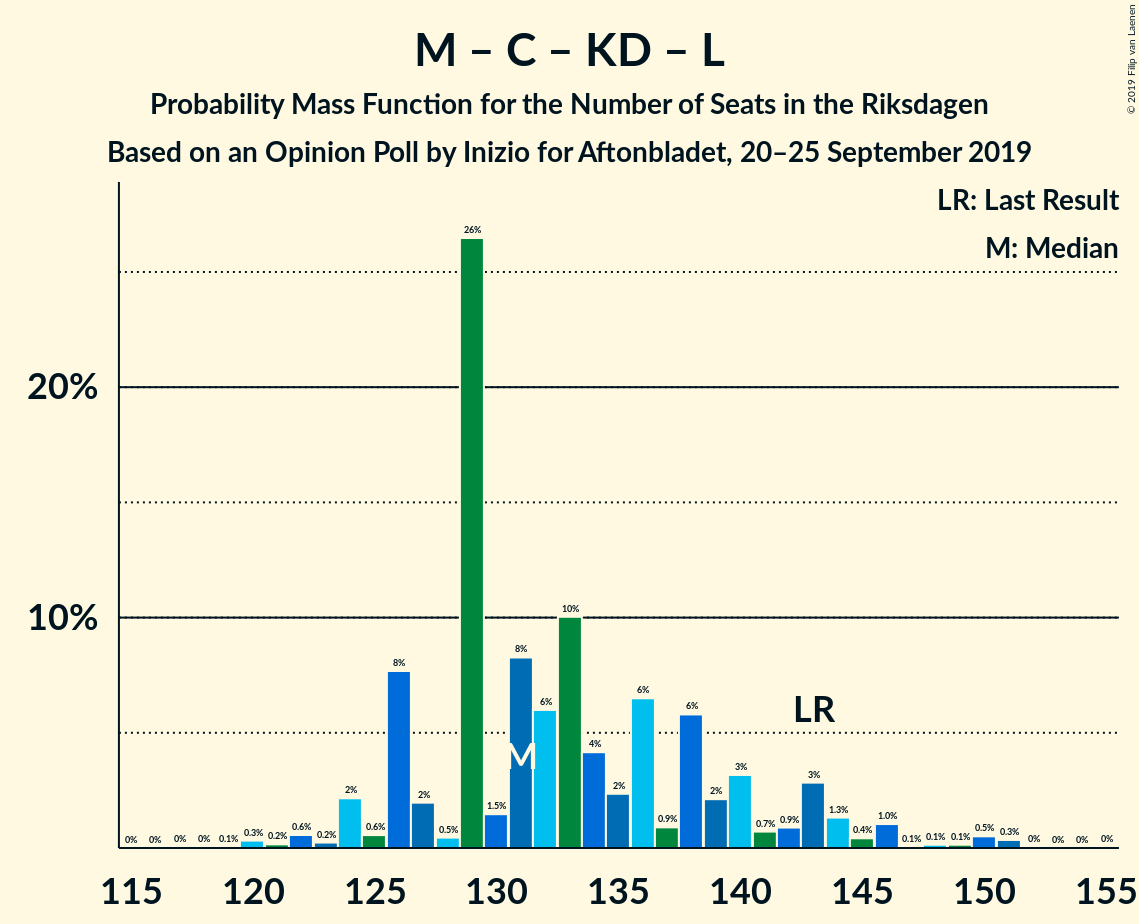 M – C – KD – L
Probability Mass Function for the Number of Seats in the Riksdagen
Based on an Opinion Poll by Inizio for Aftonbladet, 20–25 September 2019
© 2019 Filip van Laenen
LR: Last Result
M: Median
20%
10%
0% 0% 0% 0% 0.1% 0.3% 0.2% 0.6% 0.2% 2% 0.6% 8% 2% 0.5% 26% 1.5% 8% 6% 10% 4% 2% 6% 0.9% 6% 2% 3% 0.7% 0.9% 3% 1.3% 0.4% 1.0% 0.1% 0.1% 0.1% 0.5% 0.3% 0% 0% 0% 0%
LR
M
115 120 125 130 135 140 145 150 155